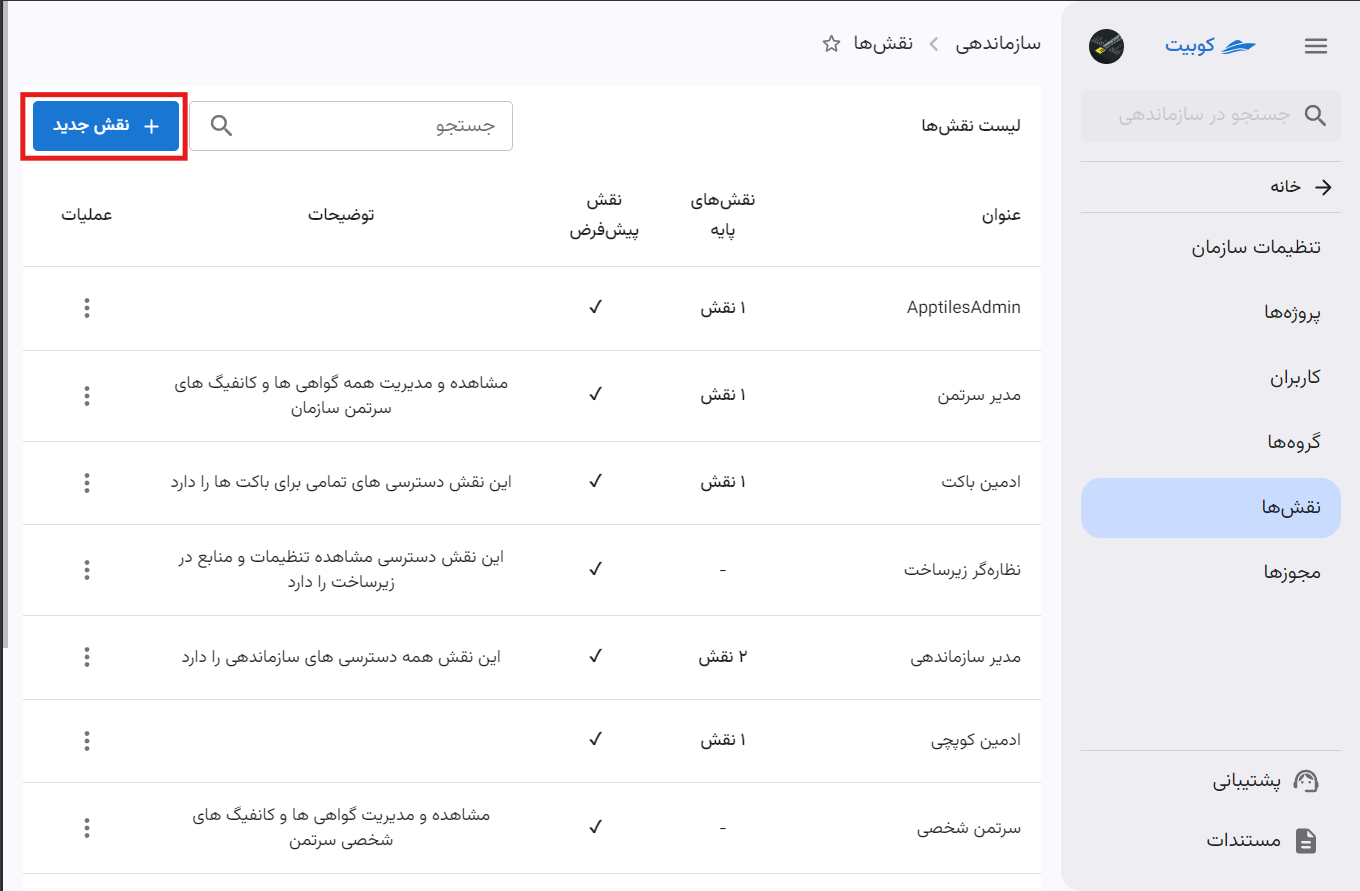 کوبیت
جستجو در سازماندهی
خانه
تنظیمات سازمان
پروژه‌ها
کاربران
گروه‌ها
نقش‌ها
مجوزها
پشتیبانی
مستندات
سازماندهی
نقش‌ها
لیست نقش‌ها
جستجو
نقش جدید
عنوان
نقش‌های
پایه
نقش
پیش‌فرض
توضیحات
عملیات
ApptilesAdmin
۱ نقش
مدیر سرتمن
۱ نقش
مشاهده و مدیریت همه گواهی ها و کانفیگ های
سرتمن سازمان
ادمین باکت
۱ نقش
این نقش دسترسی های تمامی برای باکت ها را دارد
نظاره‌گر زیرساخت
-
این نقش دسترسی مشاهده تنظیمات و منابع در
زیرساخت را دارد
مدیر سازماندهی
۲ نقش
این نقش همه دسترسی های سازماندهی را دارد
ادمین کوپچی
۱ نقش
سرتمن شخصی
-
مشاهده و مدیریت گواهی ها و کانفیگ های
شخصی سرتمن